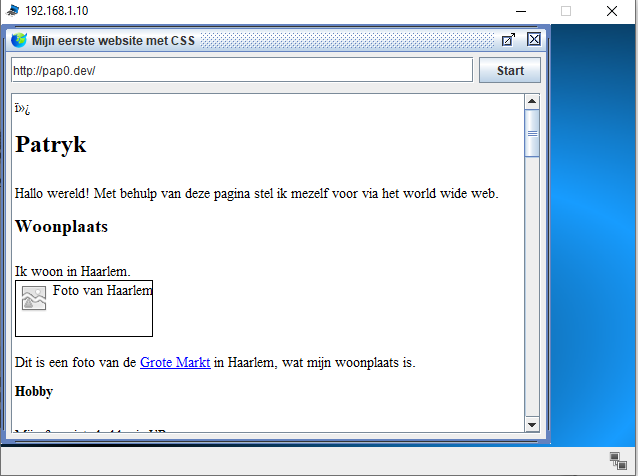 192.168.1.10
Mijn eerste website met CSS
http://pap0.dev/
Start
ï»¿
Patryk
Hallo wereld! Met behulp van deze pagina stel ik mezelf voor via het world wide web.
Woonplaats
Ik woon in Haarlem.
Foto van Haarlem
Dit is een foto van de Grote Markt in Haarlem, wat mijn woonplaats is.
Hobby